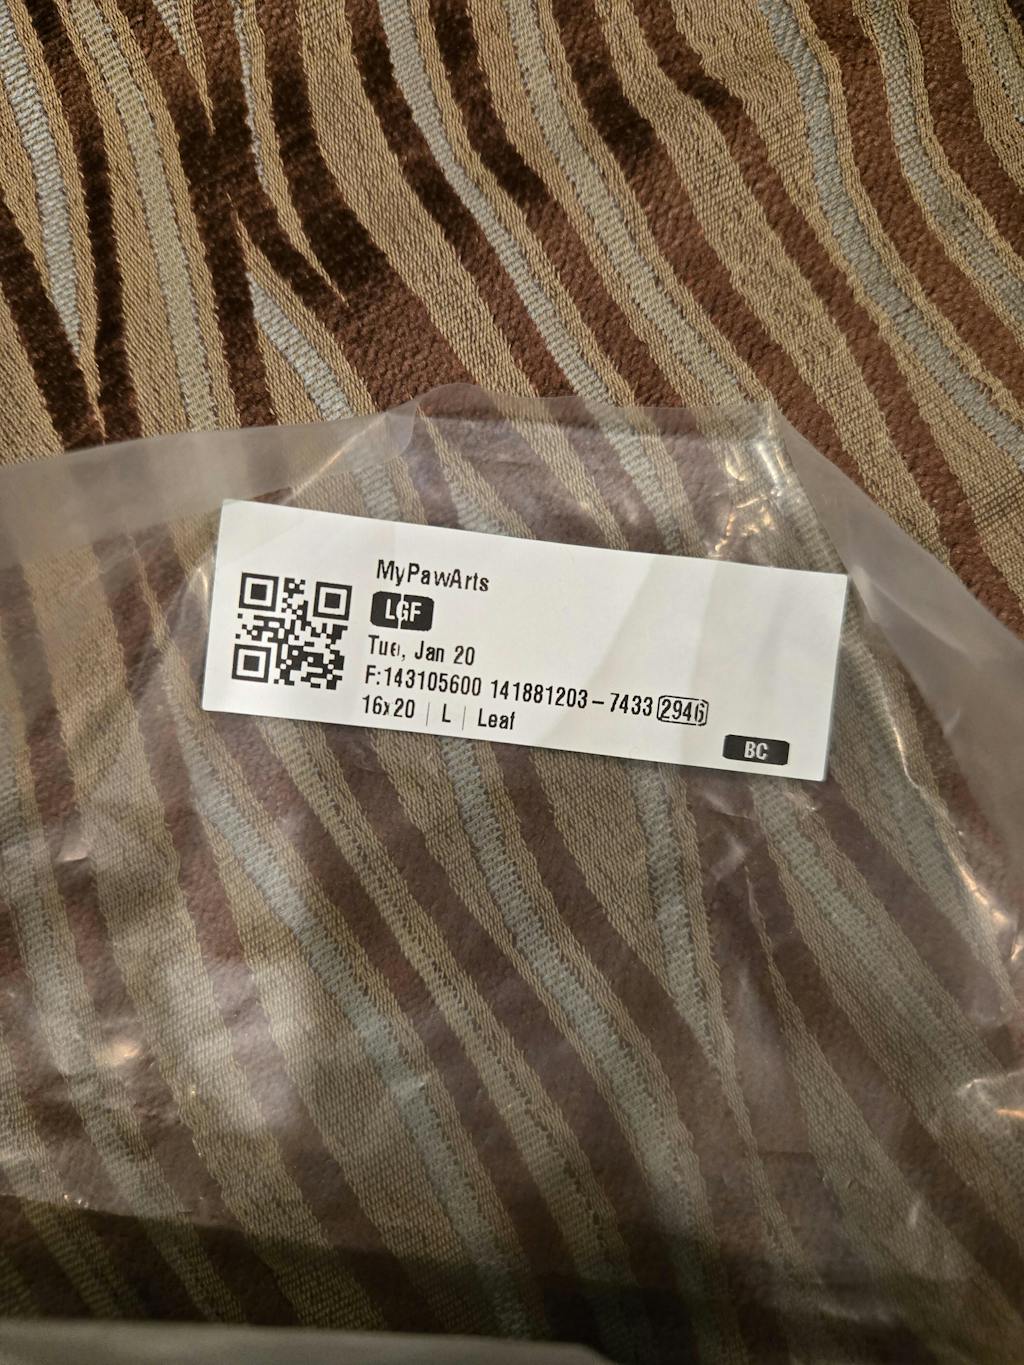 MyPawArts
LGF
Tue, Jan 20
F:143105600 141881203–7433 2946
16x20 | L | Leaf
BC